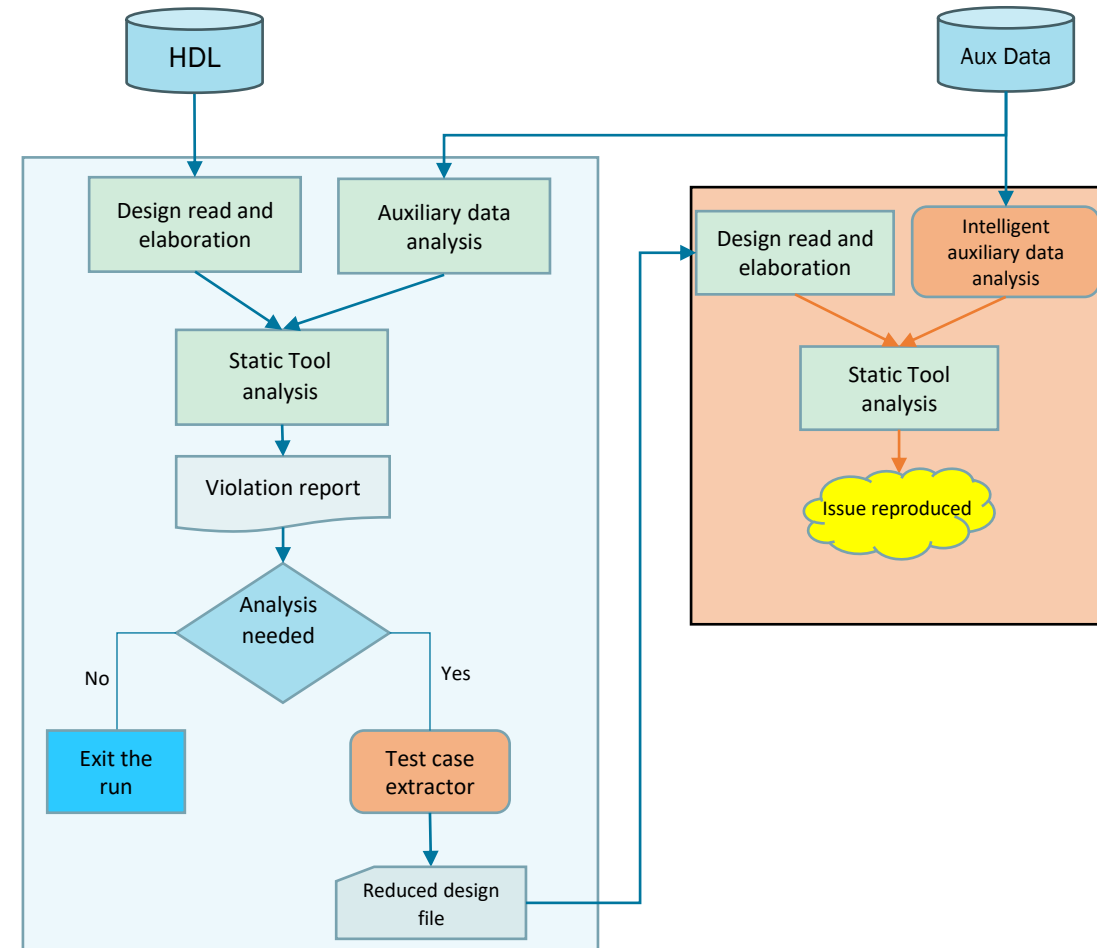 HDL
Aux Data
Design read and
elaboration
Auxiliary data
analysis
Static Tool
analysis
Violation report
Analysis
needed
No
Yes
Exit the
run
Test case
extractor
Reduced design
file
Design read and
elaboration
Intelligent
auxiliary data
analysis
Static Tool
analysis
Issue reproduced